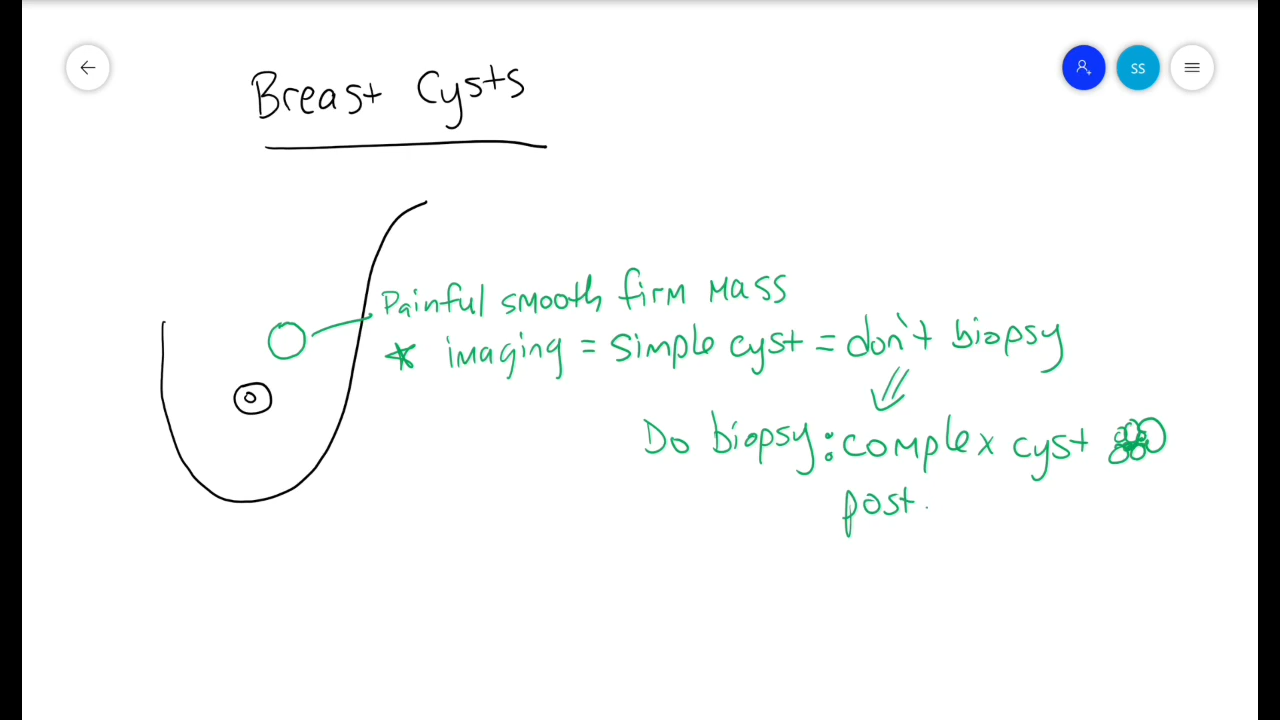 Breast Cysts
SS
Painful smooth firm mass
* imaging = simple cyst = don't biopsy
Do biopsy: complex cyst
post.